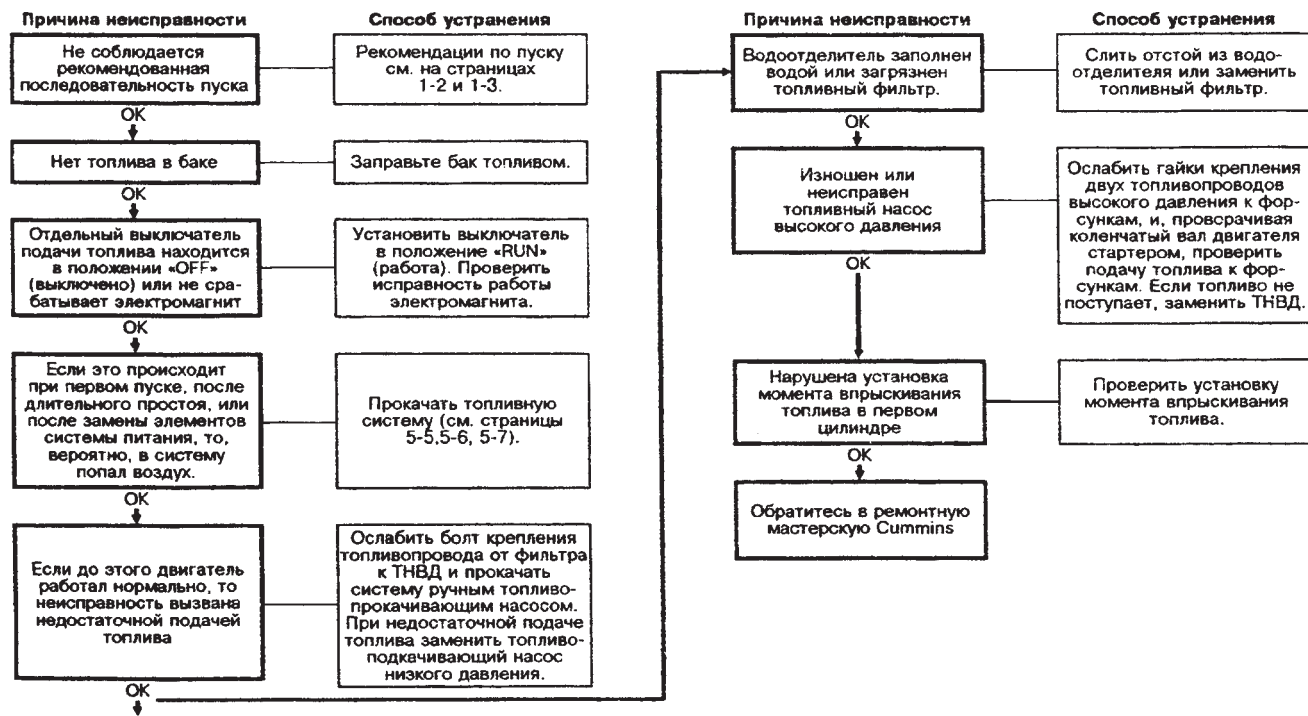 Причина неисправности
Способ устранения
Не соблюдается
рекомендованная
последовательность пуска
Рекомендации по пуску
см. на страницах
1-2 и 1-3.
ОК
Нет топлива в баке
Заправьте бак топливом.
ОК
Отдельный выключатель
подачи топлива находится
в положении «OFF»
(выключено) или не сра-
батывает электромагнит
Установить выключатель
в положение «RUN»
(работа). Проверить
исправность работы
электромагнита.
ОК
Если это происходит
при первом пуске, после
длительного простоя, или
после замены элементов
системы питания, то,
вероятно, в систему
попал воздух.
Прокачать топливную
систему (см. страницы
5-5,5-6, 5-7).
ОК
Если до этого двигатель
работал нормально, то
неисправность вызвана
недостаточной подачей
топлива
Ослабить болт крепления
топливопровода от фильтра
к ТНВД и прокачать
систему ручным топливо-
прокачивающим насосом.
При недостаточной подаче
топлива заменить топливо-
подкачивающий насос
низкого давления.
ОК
Причина неисправности
Способ устранения
Водоотделитель заполнен
водой или загрязнен
топливный фильтр.
Слить отстой из водо-
отделителя или заменить
топливный фильтр.
ОК
Изношен или
неисправен
топливный насос
высокого давления
Ослабить гайки крепления
двух топливопроводов
высокого давления к фор-
сункам, и, проворачивая
коленчатый вал двигателя
стартером, проверить
подачу топлива к фор-
сункам. Если топливо не
поступает, заменить ТНВД.
ОК
Нарушена установка
момента впрыскивания
топлива в первом
цилиндре
Проверить установку
момента впрыскивания
топлива.
ОК
Обратитесь в ремонтную
мастерскую Cummins